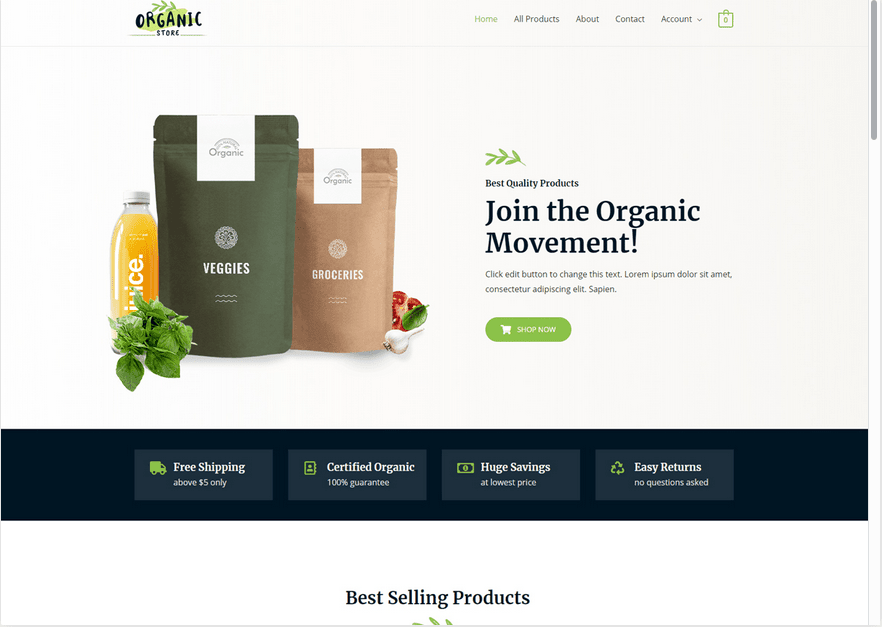 ORGANIC
STORE
Home
All Products
About
Contact
Account
0
Organic
Organic
VEGGIES
GROCERIES
juice.
Best Quality Products
Join the Organic
Movement!
Click edit button to change this text. Lorem ipsum dolor sit amet,
consectetur adipiscing elit. Sapien.
SHOP NOW
Free Shipping
above $5 only
Certified Organic
100% guarantee
Huge Savings
at lowest price
Easy Returns
no questions asked
Best Selling Products